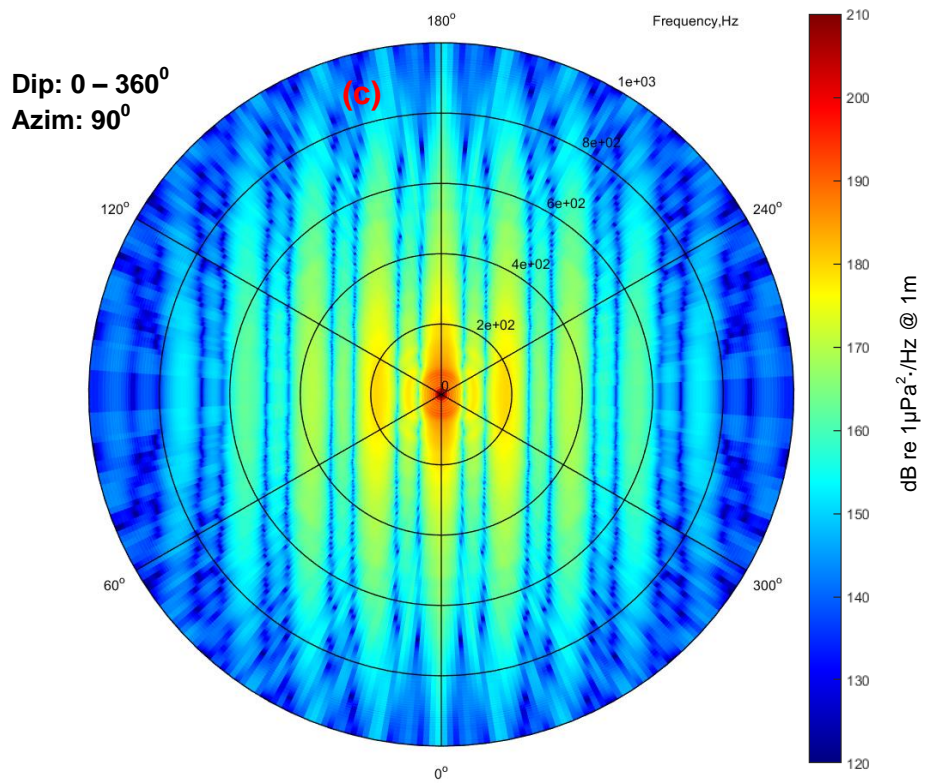 180°
Frequency,Hz
210
Dip: 0 – 360⁰
Azim: 90⁰
(c)
1e+03
200
8e+02
190
120°
6e+02
240°
180
4e+02
2e+02
170
0
dB re 1µPa²·/Hz @ 1m
160
150
60°
300°
140
130
0°
120